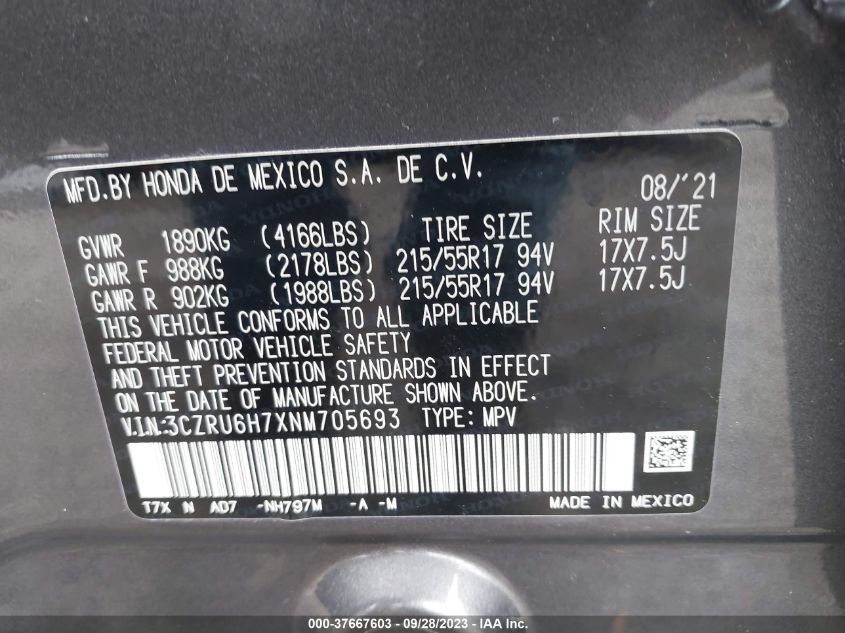 MFD.BY HONDA DE MEXICO S.A. DE C.V. 08/'21
GVWR 1890KG (4166LBS) TIRE SIZE RIM SIZE
GAWR F 988KG (2178LBS) 215/55R17 94V 17X7.5J
GAWR R 902KG (1988LBS) 215/55R17 94V 17X7.5J
THIS VEHICLE CONFORMS TO ALL APPLICABLE
FEDERAL MOTOR VEHICLE SAFETY
AND THEFT PREVENTION STANDARDS IN EFFECT
ON THE DATE OF MANUFACTURE SHOWN ABOVE.
V.I.N:3CZRU6H7XNM705693 TYPE: MPV
T7X N AD7 -NH797M -A -M MADE IN MEXICO
000-37667603 - 09/28/2023 - IAA Inc.